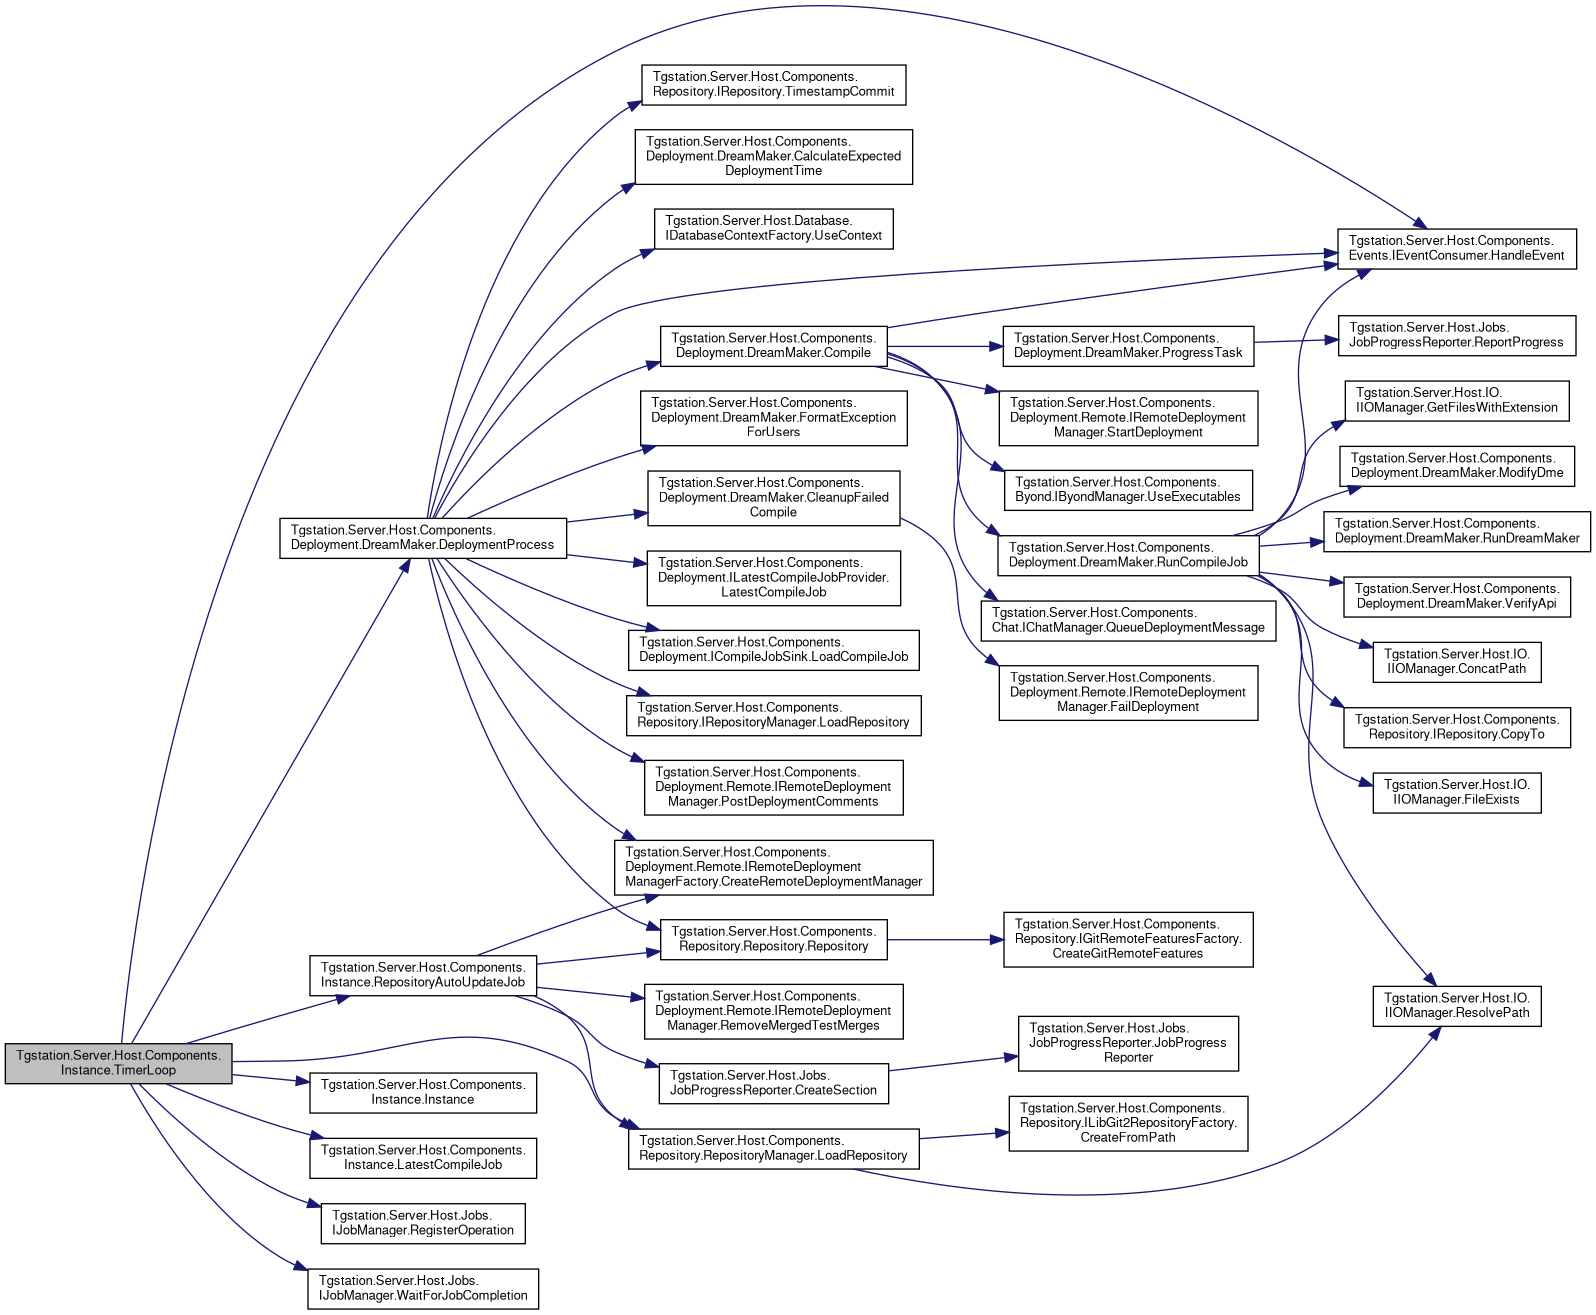 Tgstation.Server.Host.Components.
Instance.TimerLoop
Tgstation.Server.Host.Components.
Deployment.DreamMaker.DeploymentProcess
Tgstation.Server.Host.Components.
Instance.RepositoryAutoUpdateJob
Tgstation.Server.Host.Components.
Instance.Instance
Tgstation.Server.Host.Components.
Instance.LatestCompileJob
Tgstation.Server.Host.Jobs.
IJobManager.RegisterOperation
Tgstation.Server.Host.Jobs.
IJobManager.WaitForJobCompletion
Tgstation.Server.Host.Components.
Repository.IRepository.TimestampCommit
Tgstation.Server.Host.Components.
Deployment.DreamMaker.CalculateExpected
DeploymentTime
Tgstation.Server.Host.Database.
IDatabaseContextFactory.UseContext
Tgstation.Server.Host.Components.
Deployment.DreamMaker.Compile
Tgstation.Server.Host.Components.
Deployment.DreamMaker.FormatException
ForUsers
Tgstation.Server.Host.Components.
Deployment.DreamMaker.CleanupFailed
Compile
Tgstation.Server.Host.Components.
Deployment.ILatestCompileJobProvider.
LatestCompileJob
Tgstation.Server.Host.Components.
Deployment.ICompileJobSink.LoadCompileJob
Tgstation.Server.Host.Components.
Repository.IRepositoryManager.LoadRepository
Tgstation.Server.Host.Components.
Deployment.Remote.IRemoteDeployment
Manager.PostDeploymentComments
Tgstation.Server.Host.Components.
Deployment.Remote.IRemoteDeployment
ManagerFactory.CreateRemoteDeploymentManager
Tgstation.Server.Host.Components.
Repository.Repository.Repository
Tgstation.Server.Host.Components.
Deployment.Remote.IRemoteDeployment
Manager.RemoveMergedTestMerges
Tgstation.Server.Host.Jobs.
JobProgressReporter.CreateSection
Tgstation.Server.Host.Components.
Repository.RepositoryManager.LoadRepository
Tgstation.Server.Host.Components.
Deployment.DreamMaker.ProgressTask
Tgstation.Server.Host.Components.
Deployment.Remote.IRemoteDeployment
Manager.StartDeployment
Tgstation.Server.Host.Components.
Byond.IByondManager.UseExecutables
Tgstation.Server.Host.Components.
Deployment.DreamMaker.RunCompileJob
Tgstation.Server.Host.Components.
Chat.IChatManager.QueueDeploymentMessage
Tgstation.Server.Host.Components.
Deployment.Remote.IRemoteDeployment
Manager.FailDeployment
Tgstation.Server.Host.Components.
Repository.IGitRemoteFeaturesFactory.
CreateGitRemoteFeatures
Tgstation.Server.Host.Jobs.
JobProgressReporter.JobProgress
Reporter
Tgstation.Server.Host.Components.
Repository.ILibGit2RepositoryFactory.
CreateFromPath
Tgstation.Server.Host.Components.
Events.IEventConsumer.HandleEvent
Tgstation.Server.Host.Jobs.
JobProgressReporter.ReportProgress
Tgstation.Server.Host.IO.
IIOManager.GetFilesWithExtension
Tgstation.Server.Host.Components.
Deployment.DreamMaker.ModifyDme
Tgstation.Server.Host.Components.
Deployment.DreamMaker.RunDreamMaker
Tgstation.Server.Host.Components.
Deployment.DreamMaker.VerifyApi
Tgstation.Server.Host.IO.
IIOManager.ConcatPath
Tgstation.Server.Host.Components.
Repository.IRepository.CopyTo
Tgstation.Server.Host.IO.
IIOManager.FileExists
Tgstation.Server.Host.IO.
IIOManager.ResolvePath